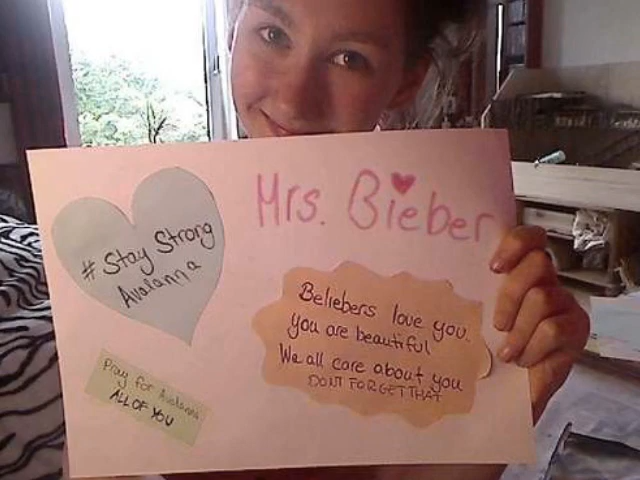 Mrs. Bieber
# Stay Strong
Avalanna
Beliebers love you.
you are beautiful
We all care about you
DONT FORGET THAT
Pray for Avalanna
ALL OF YOU